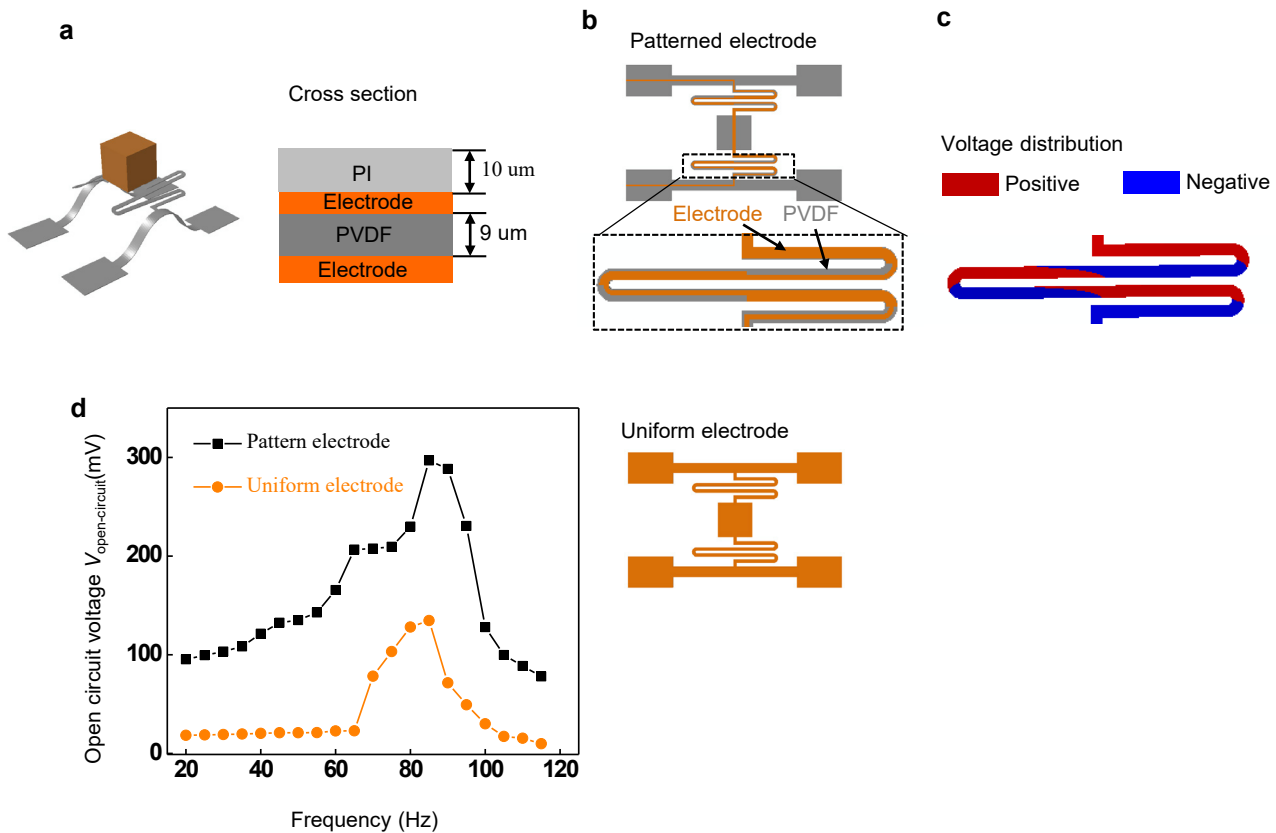 a
Cross section
PI
Electrode
PVDF
Electrode
10 um
9 um
b
Patterned electrode
Electrode
PVDF
c
Voltage distribution
Positive
Negative
d
Open circuit voltage Vopen-circuit(mV)
300
200
100
0
Pattern electrode
Uniform electrode
20 40 60 80 100 120
Frequency (Hz)
Uniform electrode